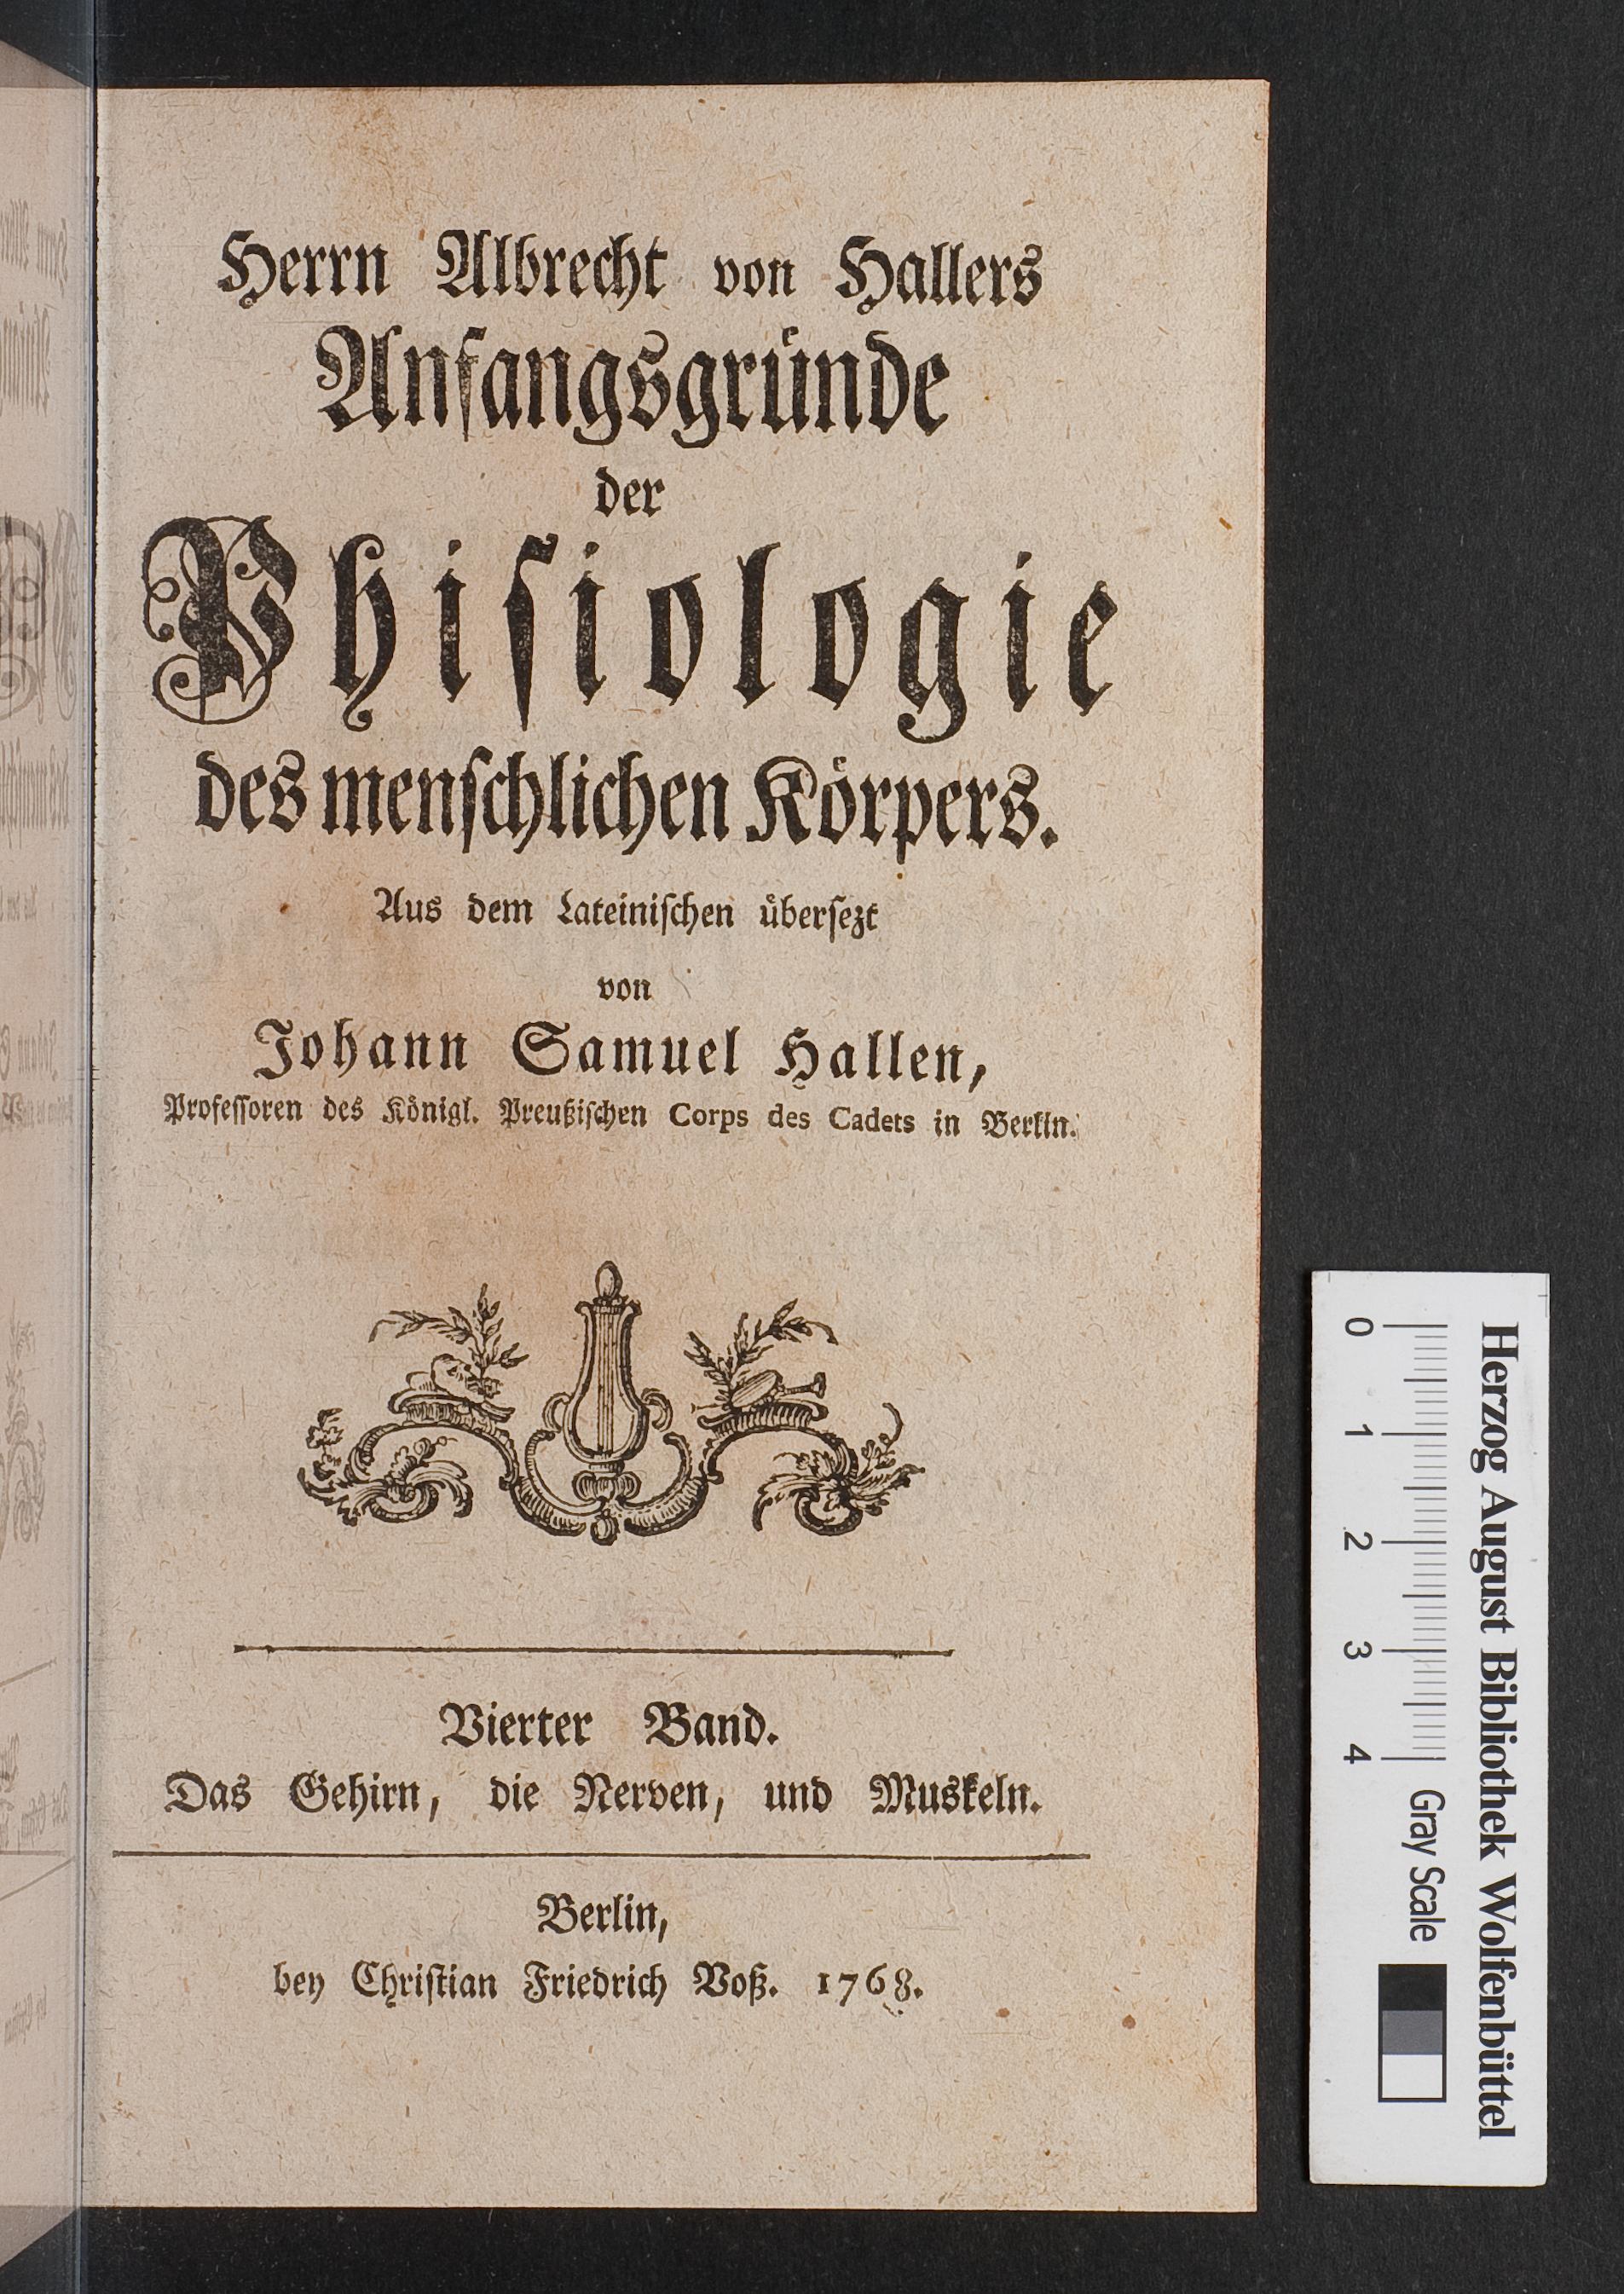 Herrn Albrecht von Hallers
Anfangsgründe
der
Phiſiologie
des menſchlichen Körpers.
Aus dem Lateiniſchen überſezt
von
Johann Samuel Hallen,
Profeſſoren des Königl. Preußiſchen Corps des Cadets in Berlin.
Vierter Band.
Das Gehirn, die Nerven, und Muskeln.
Berlin,
bey Chriſtian Friedrich Voß. 1768.
Herzog August Bibliothek Wolfenbüttel
0 1 2 3 4 Gray Scale